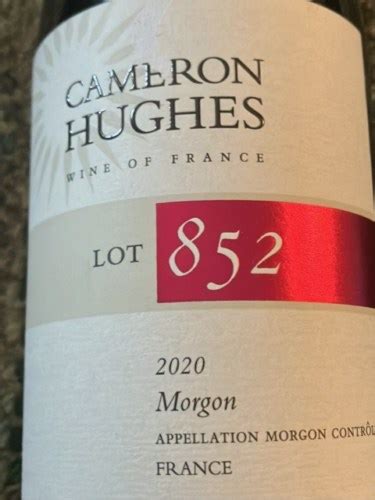 CAMERON
HUGHES
WINE OF FRANCE
LOT 852
2020
Morgon
APPELLATION MORGON CONTRÔL
FRANCE